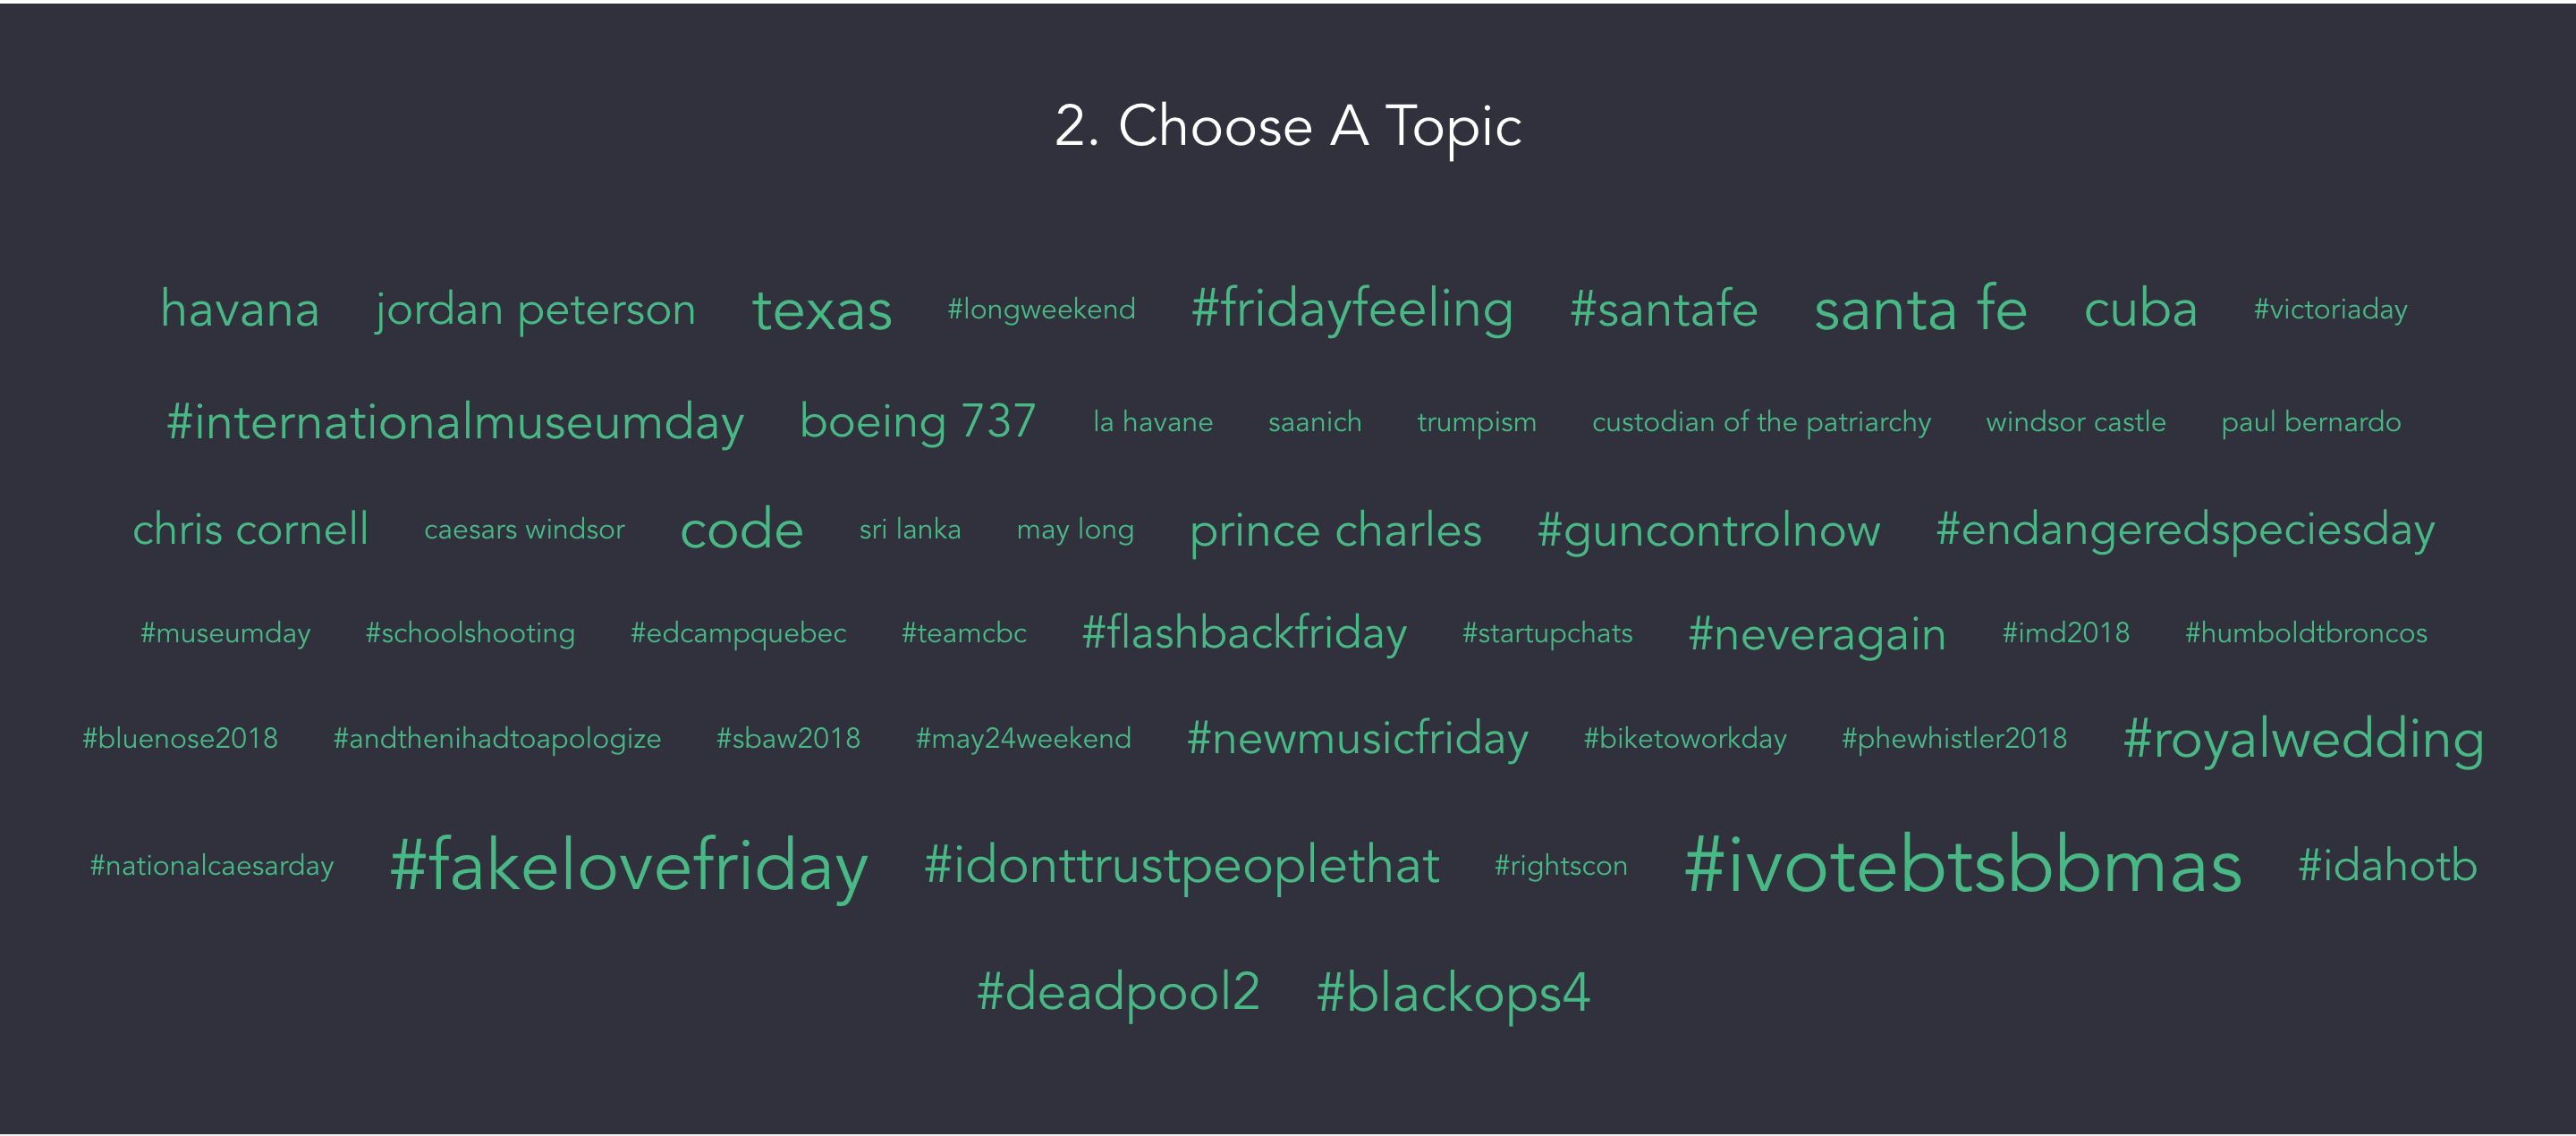 2. Choose A Topic
havana jordan peterson texas #longweekend #fridayfeeling #santafe santa fe cuba #victoriaday
#internationalmuseumday boeing 737 la havane saanich trumpism custodian of the patriarchy windsor castle paul bernardo
chris cornell caesars windsor code sri lanka may long prince charles #guncontrolnow #endangeredspeciesday
#museumday #schoolshooting #edcampquebec #teamcbc #flashbackfriday #startupchats #neveragain #imd2018 #humboldtbroncos
#bluenose2018 #andthenihadtoapologize #sbaw2018 #may24weekend #newmusicfriday #biketoworkday #phewhistler2018 #royalwedding
#nationalcaesarday #fakelovefriday #idonttrustpeoplethat #rightscon #ivotebtsbbmas #idahotb
#deadpool2 #blackops4